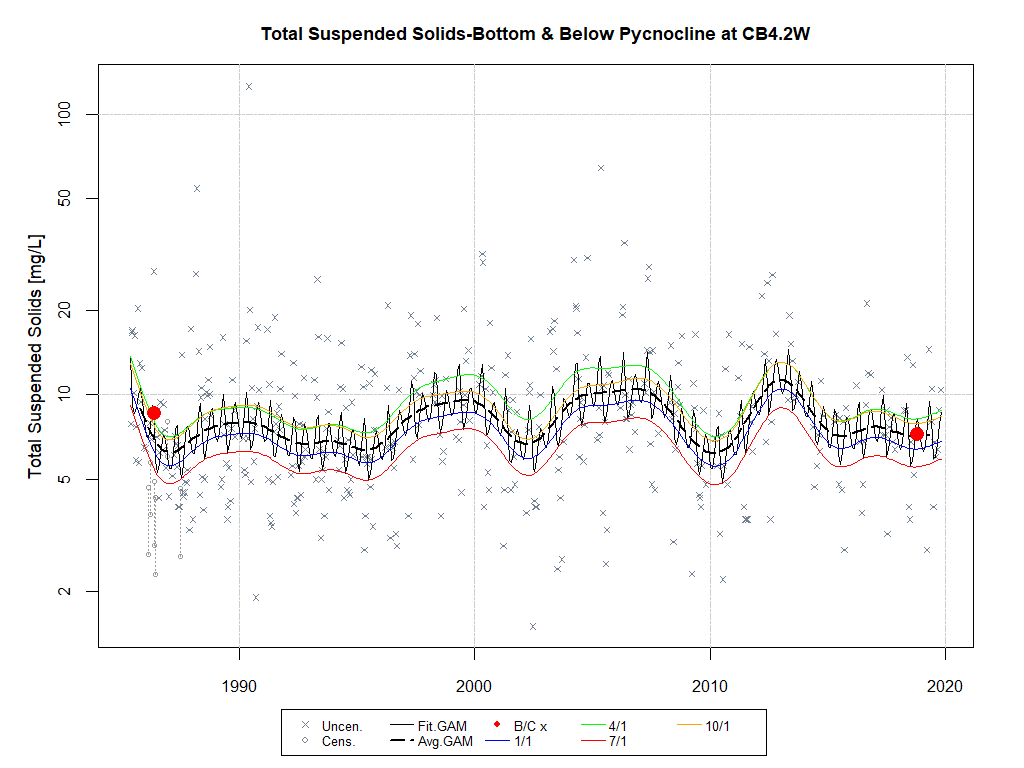 Total Suspended Solids-Bottom & Below Pycnocline at CB4.2W
Total Suspended Solids [mg/L]
100
50
20
10
5
2
1990 2000 2010 2020
Uncen. Fit.GAM B/C x 4/1 10/1
Cens. Avg.GAM 1/1 7/1